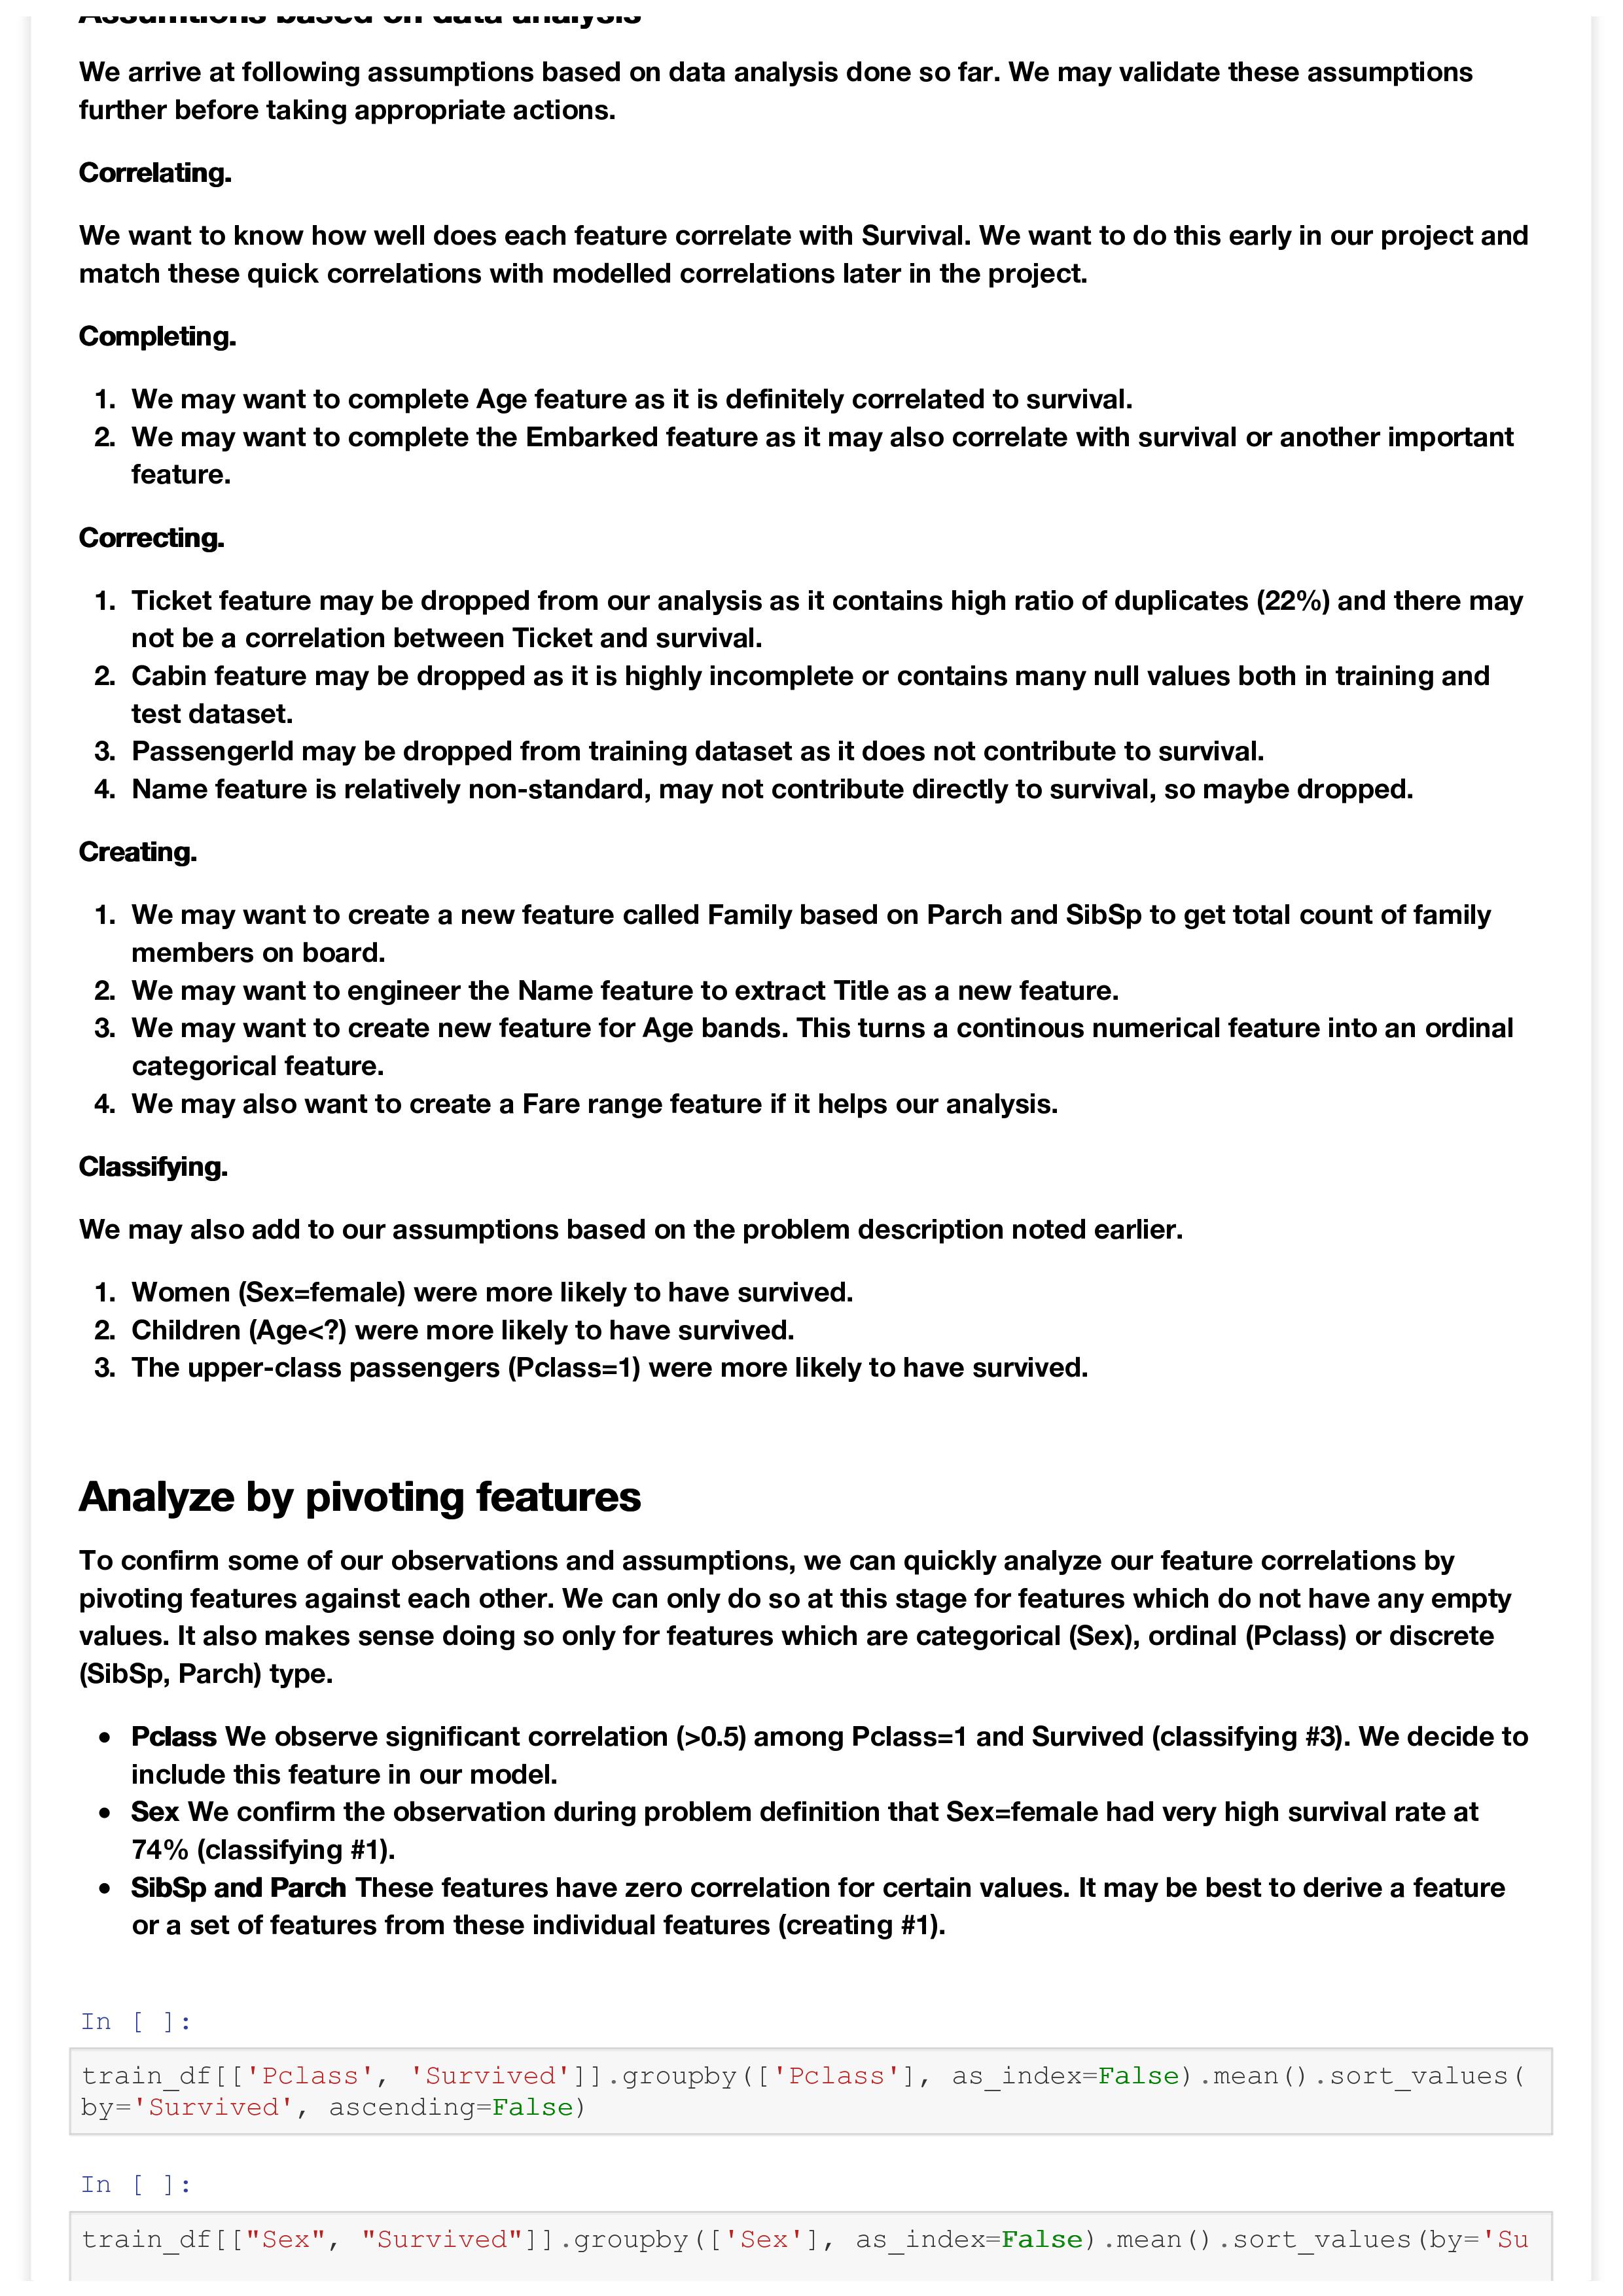 Assumtions based on data analysis
We arrive at following assumptions based on data analysis done so far. We may validate these assumptions
further before taking appropriate actions.
Correlating.
We want to know how well does each feature correlate with Survival. We want to do this early in our project and
match these quick correlations with modelled correlations later in the project.
Completing.
1. We may want to complete Age feature as it is definitely correlated to survival.
2. We may want to complete the Embarked feature as it may also correlate with survival or another important
feature.
Correcting.
1. Ticket feature may be dropped from our analysis as it contains high ratio of duplicates (22%) and there may
not be a correlation between Ticket and survival.
2. Cabin feature may be dropped as it is highly incomplete or contains many null values both in training and
test dataset.
3. PassengerId may be dropped from training dataset as it does not contribute to survival.
4. Name feature is relatively non-standard, may not contribute directly to survival, so maybe dropped.
Creating.
1. We may want to create a new feature called Family based on Parch and SibSp to get total count of family
members on board.
2. We may want to engineer the Name feature to extract Title as a new feature.
3. We may want to create new feature for Age bands. This turns a continous numerical feature into an ordinal
categorical feature.
4. We may also want to create a Fare range feature if it helps our analysis.
Classifying.
We may also add to our assumptions based on the problem description noted earlier.
1. Women (Sex=female) were more likely to have survived.
2. Children (Age<?) were more likely to have survived.
3. The upper-class passengers (Pclass=1) were more likely to have survived.
Analyze by pivoting features
To confirm some of our observations and assumptions, we can quickly analyze our feature correlations by
pivoting features against each other. We can only do so at this stage for features which do not have any empty
values. It also makes sense doing so only for features which are categorical (Sex), ordinal (Pclass) or discrete
(SibSp, Parch) type.
• Pclass We observe significant correlation (>0.5) among Pclass=1 and Survived (classifying #3). We decide to
include this feature in our model.
• Sex We confirm the observation during problem definition that Sex=female had very high survival rate at
74% (classifying #1).
• SibSp and Parch These features have zero correlation for certain values. It may be best to derive a feature
or a set of features from these individual features (creating #1).
In [ ]:
train_df[['Pclass', 'Survived']].groupby(['Pclass'], as_index=False).mean().sort_values(
by='Survived', ascending=False)
In [ ]:
train_df[["Sex", "Survived"]].groupby(['Sex'], as_index=False).mean().sort_values(by='Su